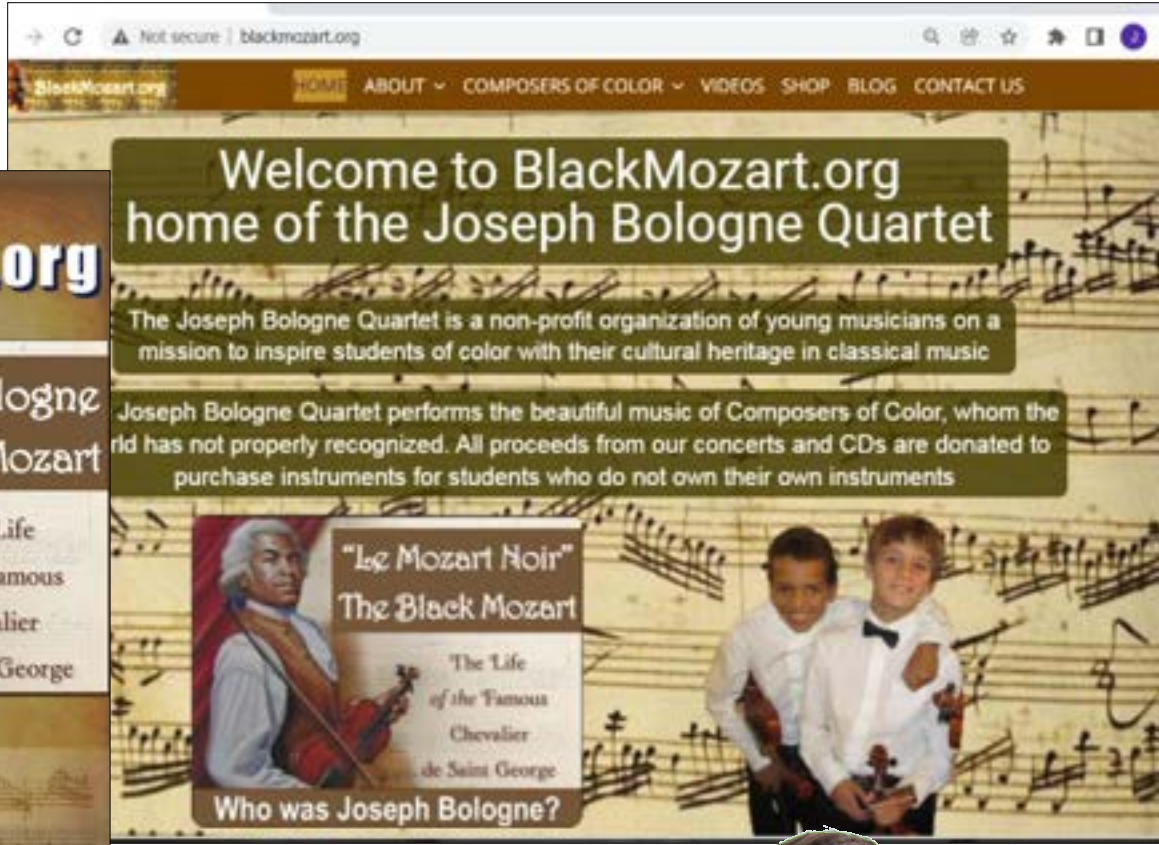 Not secure | blackmozart.org
BlackMozart.org
HOME ABOUT COMPOSERS OF COLOR VIDEOS SHOP BLOG CONTACT US
Welcome to BlackMozart.org
home of the Joseph Bologne Quartet
The Joseph Bologne Quartet is a non-profit organization of young musicians on a
mission to inspire students of color with their cultural heritage in classical music
Joseph Bologne Quartet performs the beautiful music of Composers of Color, whom the
rld has not properly recognized. All proceeds from our concerts and CDs are donated to
purchase instruments for students who do not own their own instruments
"Le Mozart Noir"
The Black Mozart
The Life
of the Famous
Chevalier
de Saint George
Who was Joseph Bologne?
.org
logne
Mozart
Life
amous
alier
George
J